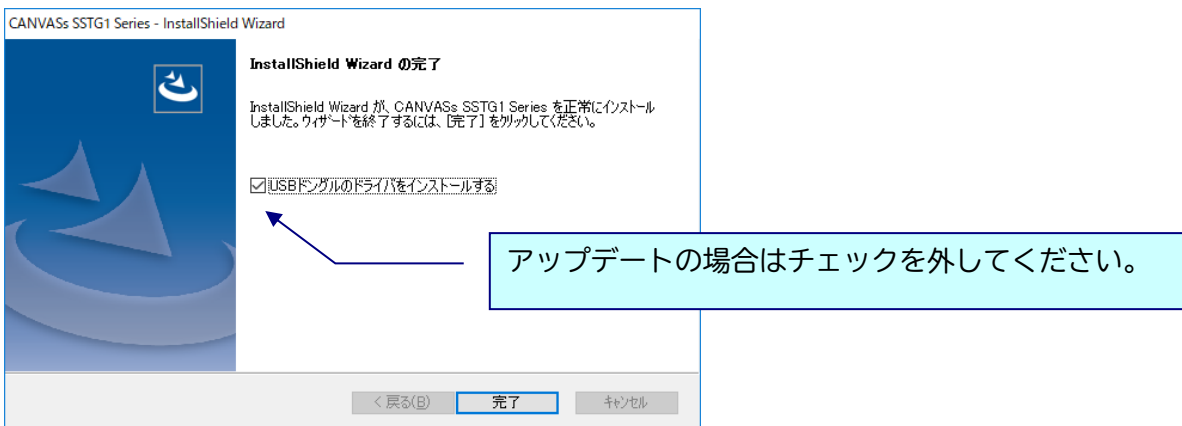 CANVASs SSTG1 Series - InstallShield Wizard
InstallShield Wizard の完了
InstallShield Wizard が、CANVASs SSTG1 Series を正常にインストール
しました。ウィザードを終了するには、[完了] をクリックしてください。
USBドングルのドライバをインストールする
アップデートの場合はチェックを外してください。
< 戻る(B)
完了
キャンセル